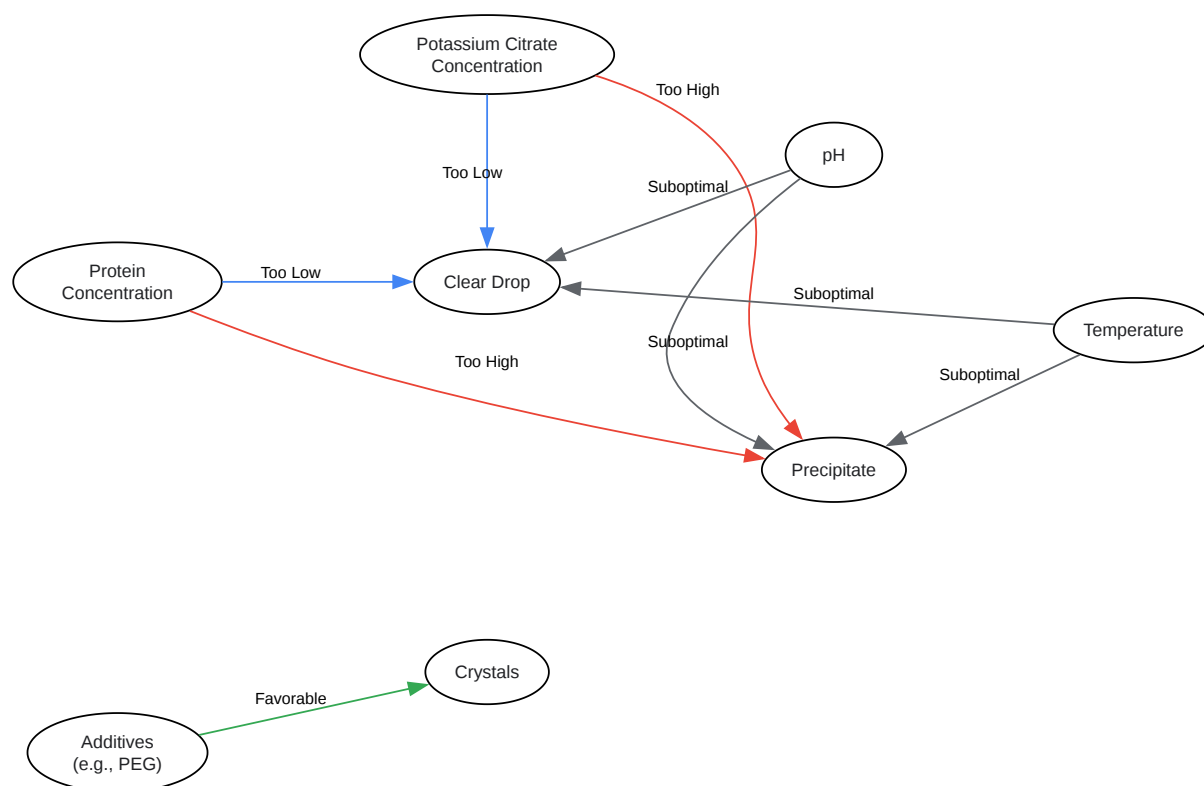 Potassium Citrate
Concentration
Too High
pH
Too Low
Suboptimal
Protein
Concentration
Too Low
Clear Drop
Suboptimal
Temperature
Suboptimal
Too High
Suboptimal
Precipitate
Crystals
Favorable
Additives
(e.g., PEG)